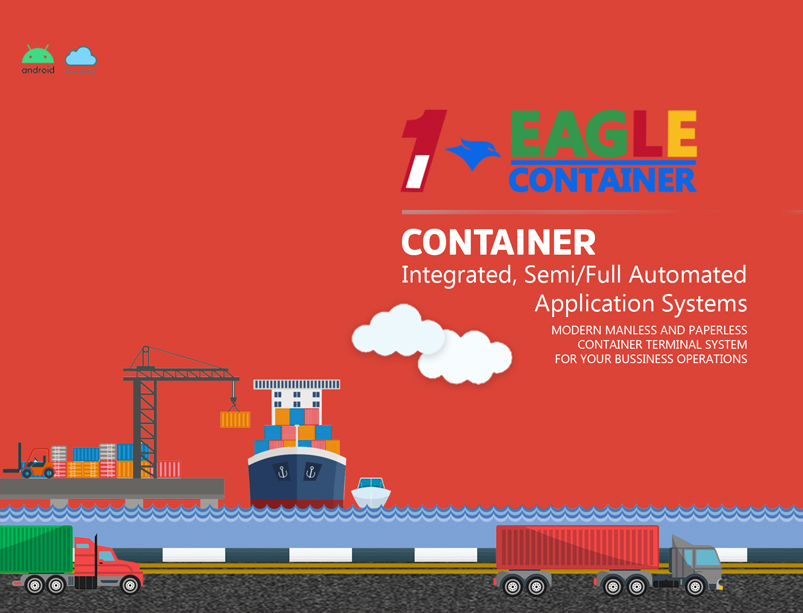 android
1 EAGLE
CONTAINER
CONTAINER
Integrated, Semi/Full Automated
Application Systems
MODERN MANLESS AND PAPERLESS
CONTAINER TERMINAL SYSTEM
FOR YOUR BUSSINESS OPERATIONS